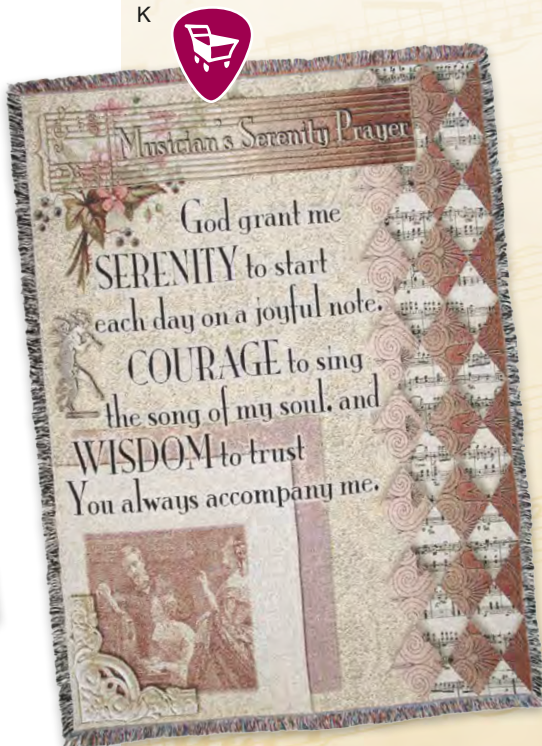 K
Musician's Serenity Prayer
God grant me
SERENITY to start
each day on a joyful note.
COURAGE to sing
the song of my soul. and
WISDOM to trust
You always accompany me.